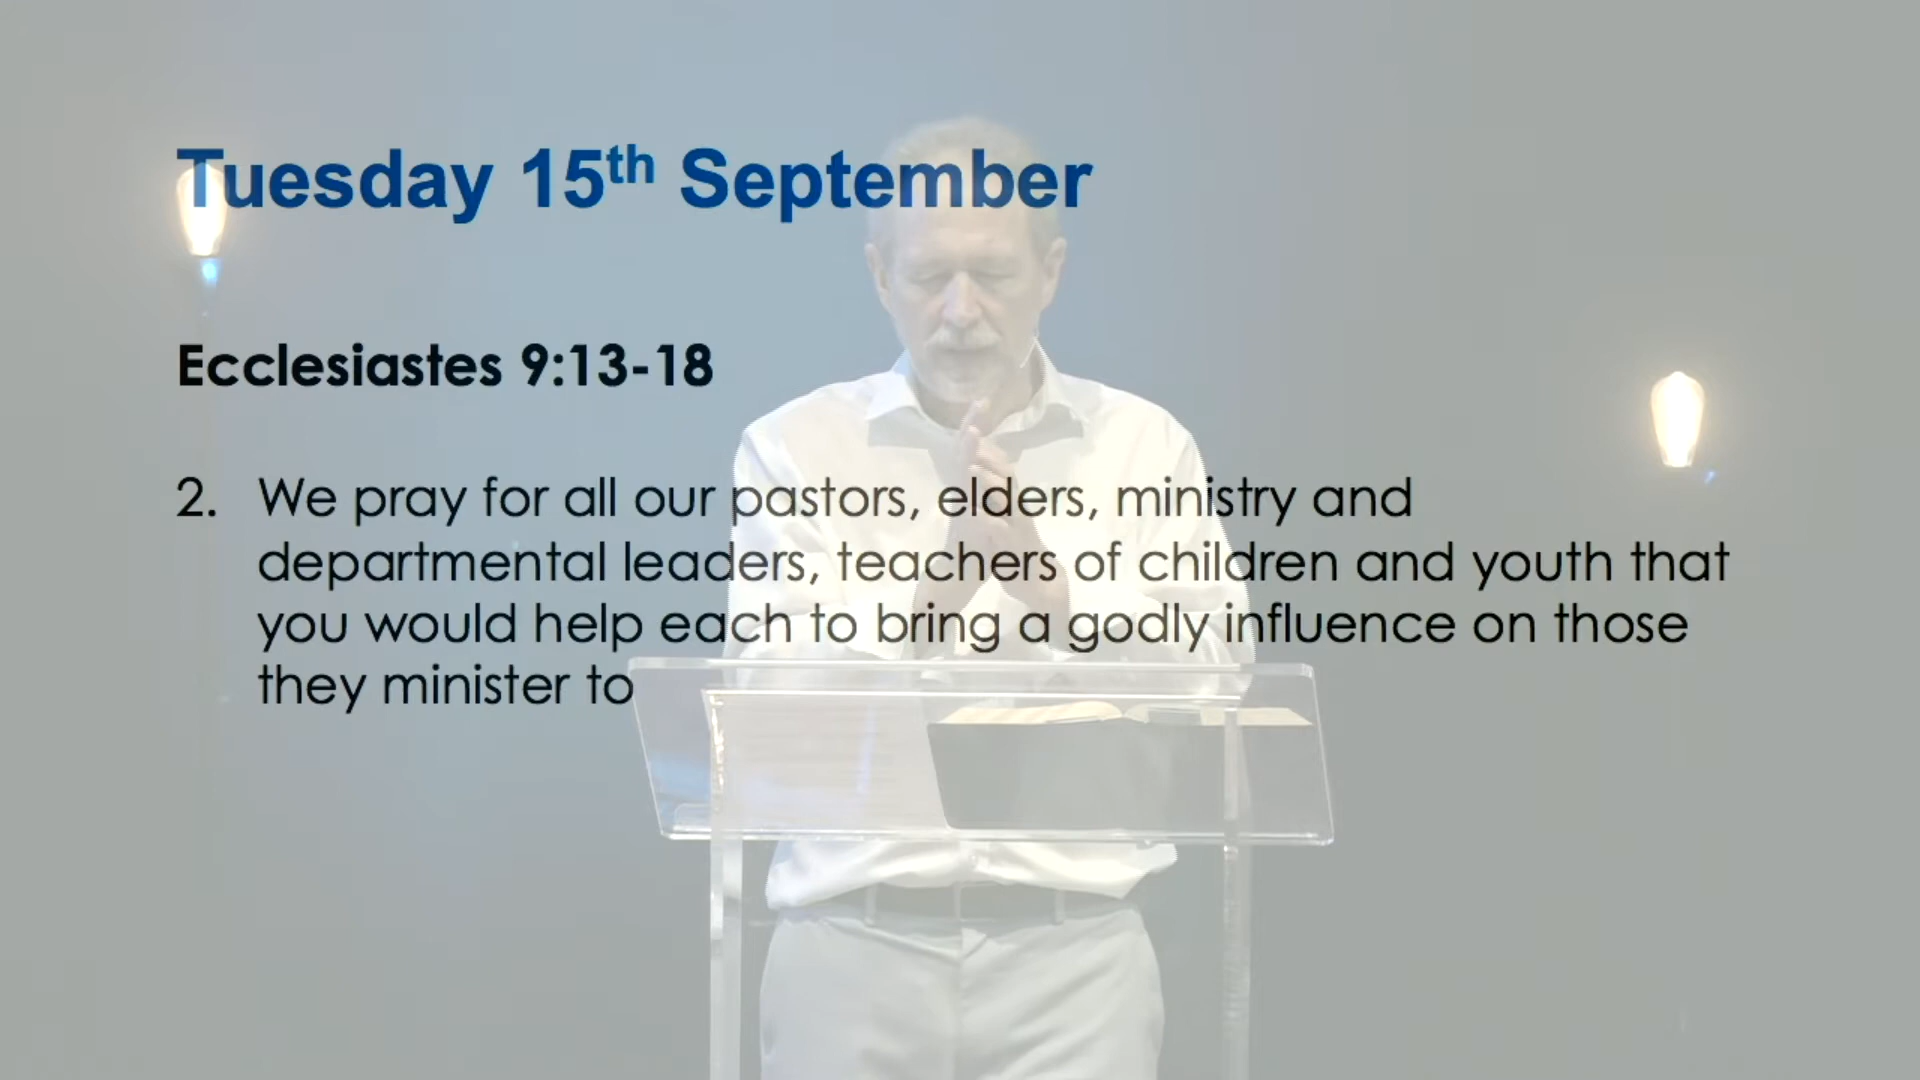 Tuesday 15th September
Ecclesiastes 9:13-18
2. We pray for all our pastors, elders, ministry and
departmental leaders, teachers of children and youth that
you would help each to bring a godly influence on those
they minister to